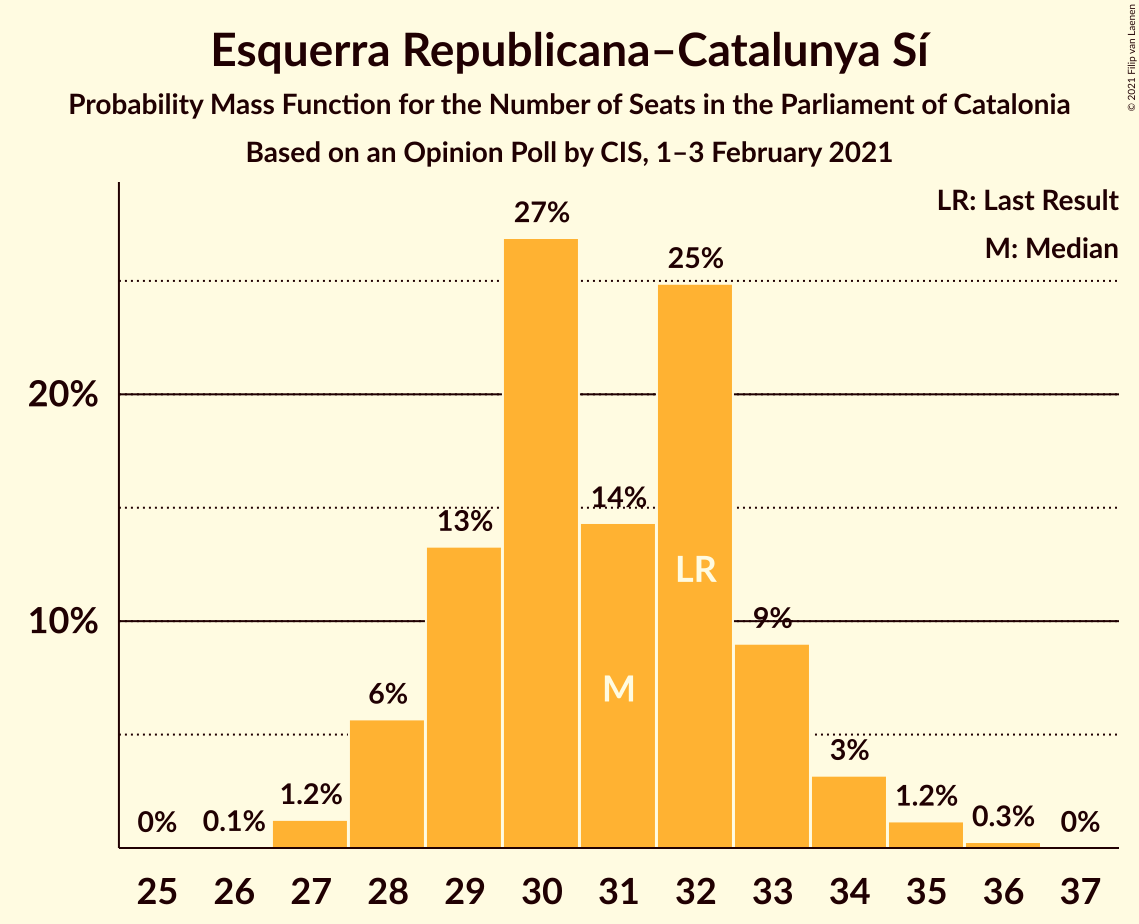 Esquerra Republicana–Catalunya Sí
Probability Mass Function for the Number of Seats in the Parliament of Catalonia
Based on an Opinion Poll by CIS, 1–3 February 2021
© 2021 Filip van Laenen
LR: Last Result
M: Median
27%
25%
20%
14%
13%
LR
10%
9%
M
6%
3%
1.2%
1.2%
0%
0.1%
0.3%
0%
25 26 27 28 29 30 31 32 33 34 35 36 37